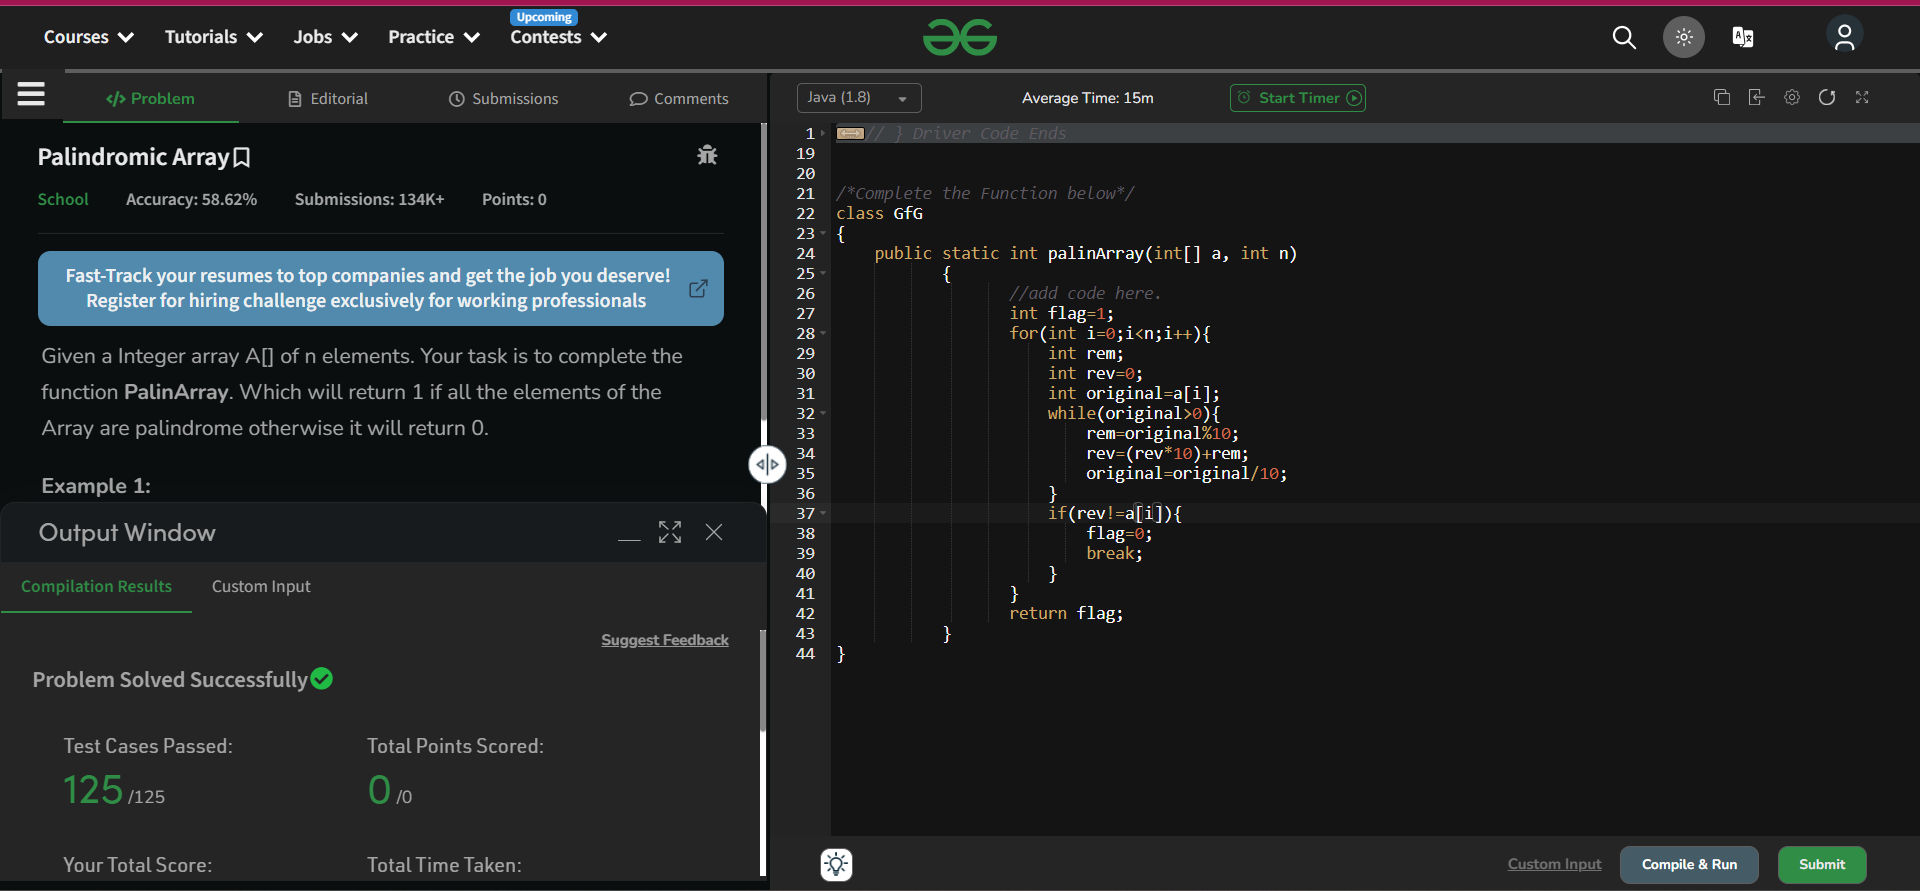 Upcoming
Courses Tutorials Jobs Practice Contests
Problem Editorial Submissions Comments
Palindromic Array
School Accuracy: 58.62% Submissions: 134K+ Points: 0
Fast-Track your resumes to top companies and get the job you deserve!
Register for hiring challenge exclusively for working professionals
Given a Integer array A[] of n elements. Your task is to complete the
function PalinArray. Which will return 1 if all the elements of the
Array are palindrome otherwise it will return 0.
Example 1:
Output Window
Compilation Results Custom Input
Suggest Feedback
Problem Solved Successfully
Test Cases Passed: Total Points Scored:
125 /125 0 /0
Your Total Score: Total Time Taken:
Java (1.8) Average Time: 15m Start Timer
1 // } Driver Code Ends
19
20
21 /*Complete the Function below*/
22 class GfG
23 {
24 public static int palinArray(int[] a, int n)
25 {
26 //add code here.
27 int flag=1;
28 for(int i=0;i<n;i++){
29 int rem;
30 int rev=0;
31 int original=a[i];
32 while(original>0){
33 rem=original%10;
34 rev=(rev*10)+rem;
35 original=original/10;
36 }
37 if(rev!=a[i]){
38 flag=0;
39 break;
40 }
41 }
42 return flag;
43 }
44 }
Custom Input Compile & Run Submit